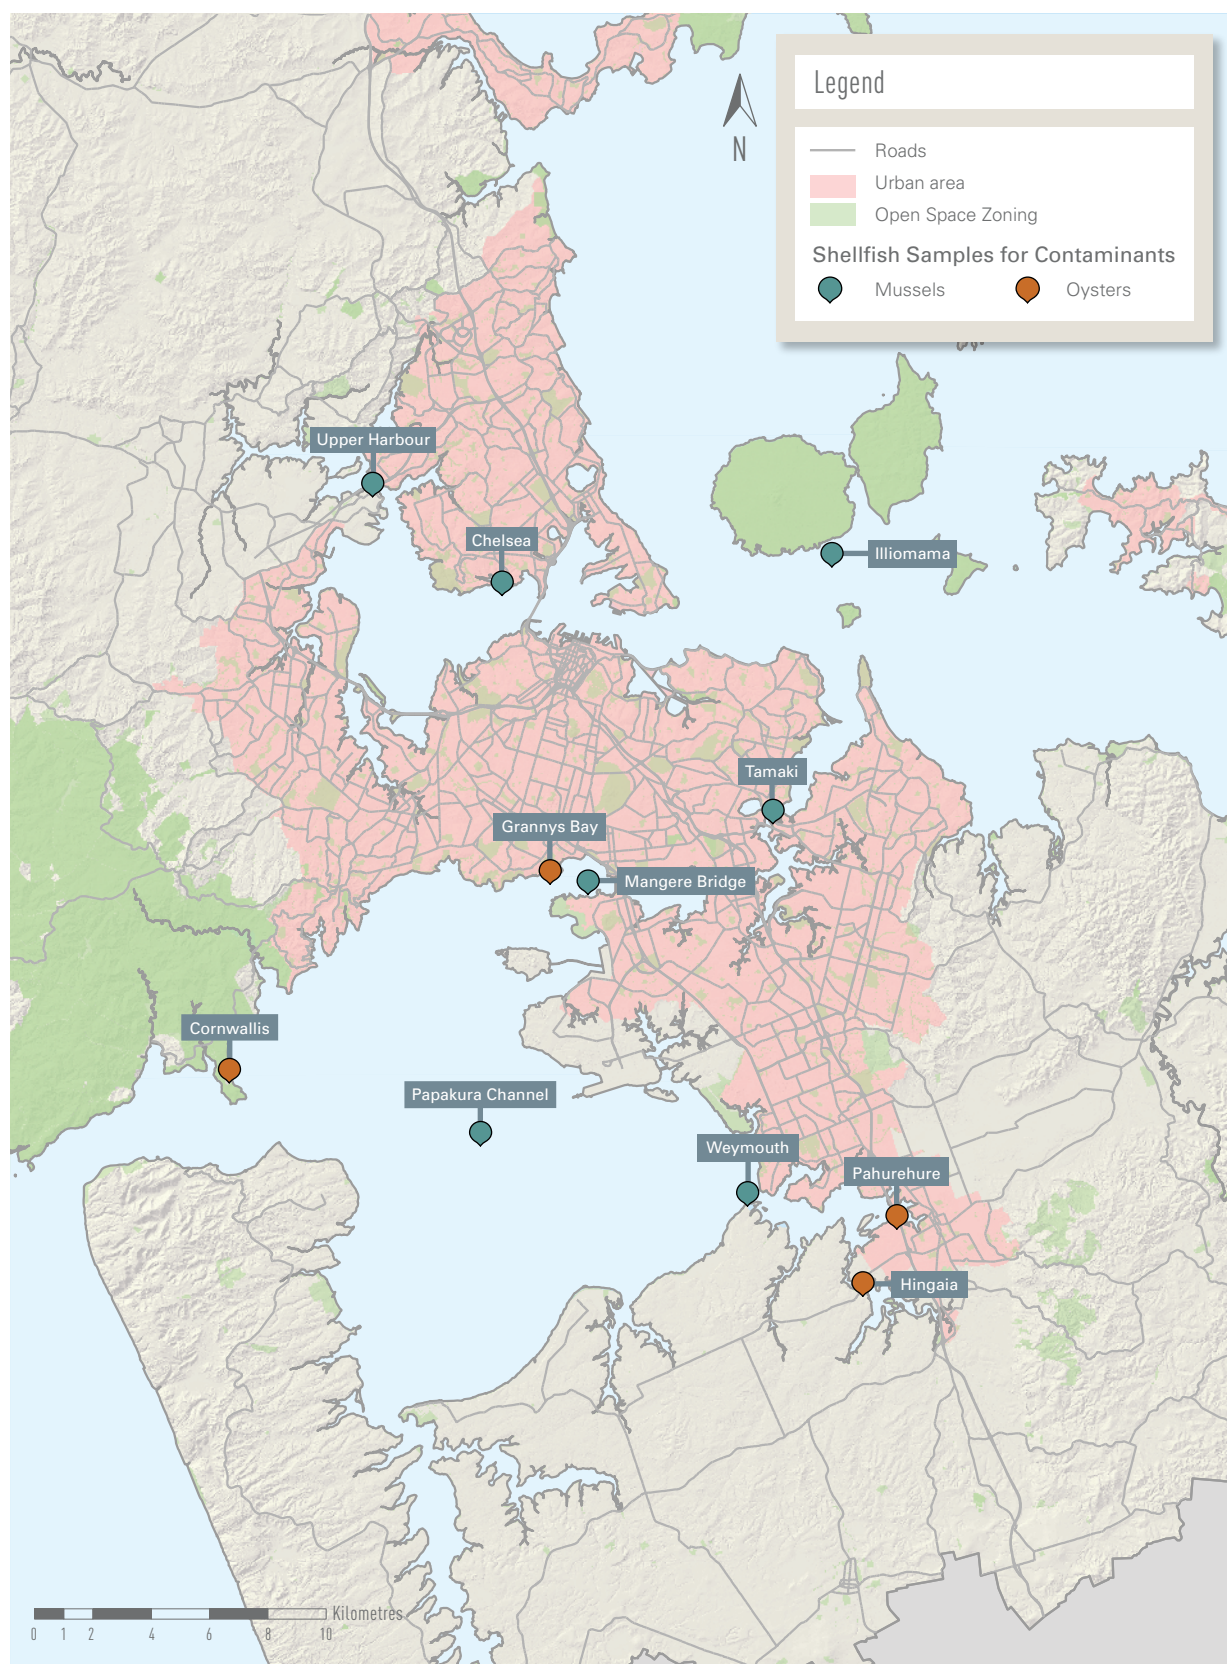 Legend
N
Roads
Urban area
Open Space Zoning
Shellfish Samples for Contaminants
Mussels
Oysters
Upper Harbour
Chelsea
Illiomama
Tamaki
Grannys Bay
Mangere Bridge
Cornwallis
Papakura Channel
Weymouth
Pahurehure
Hingaia
Kilometres
0 1 2 4 6 8 10